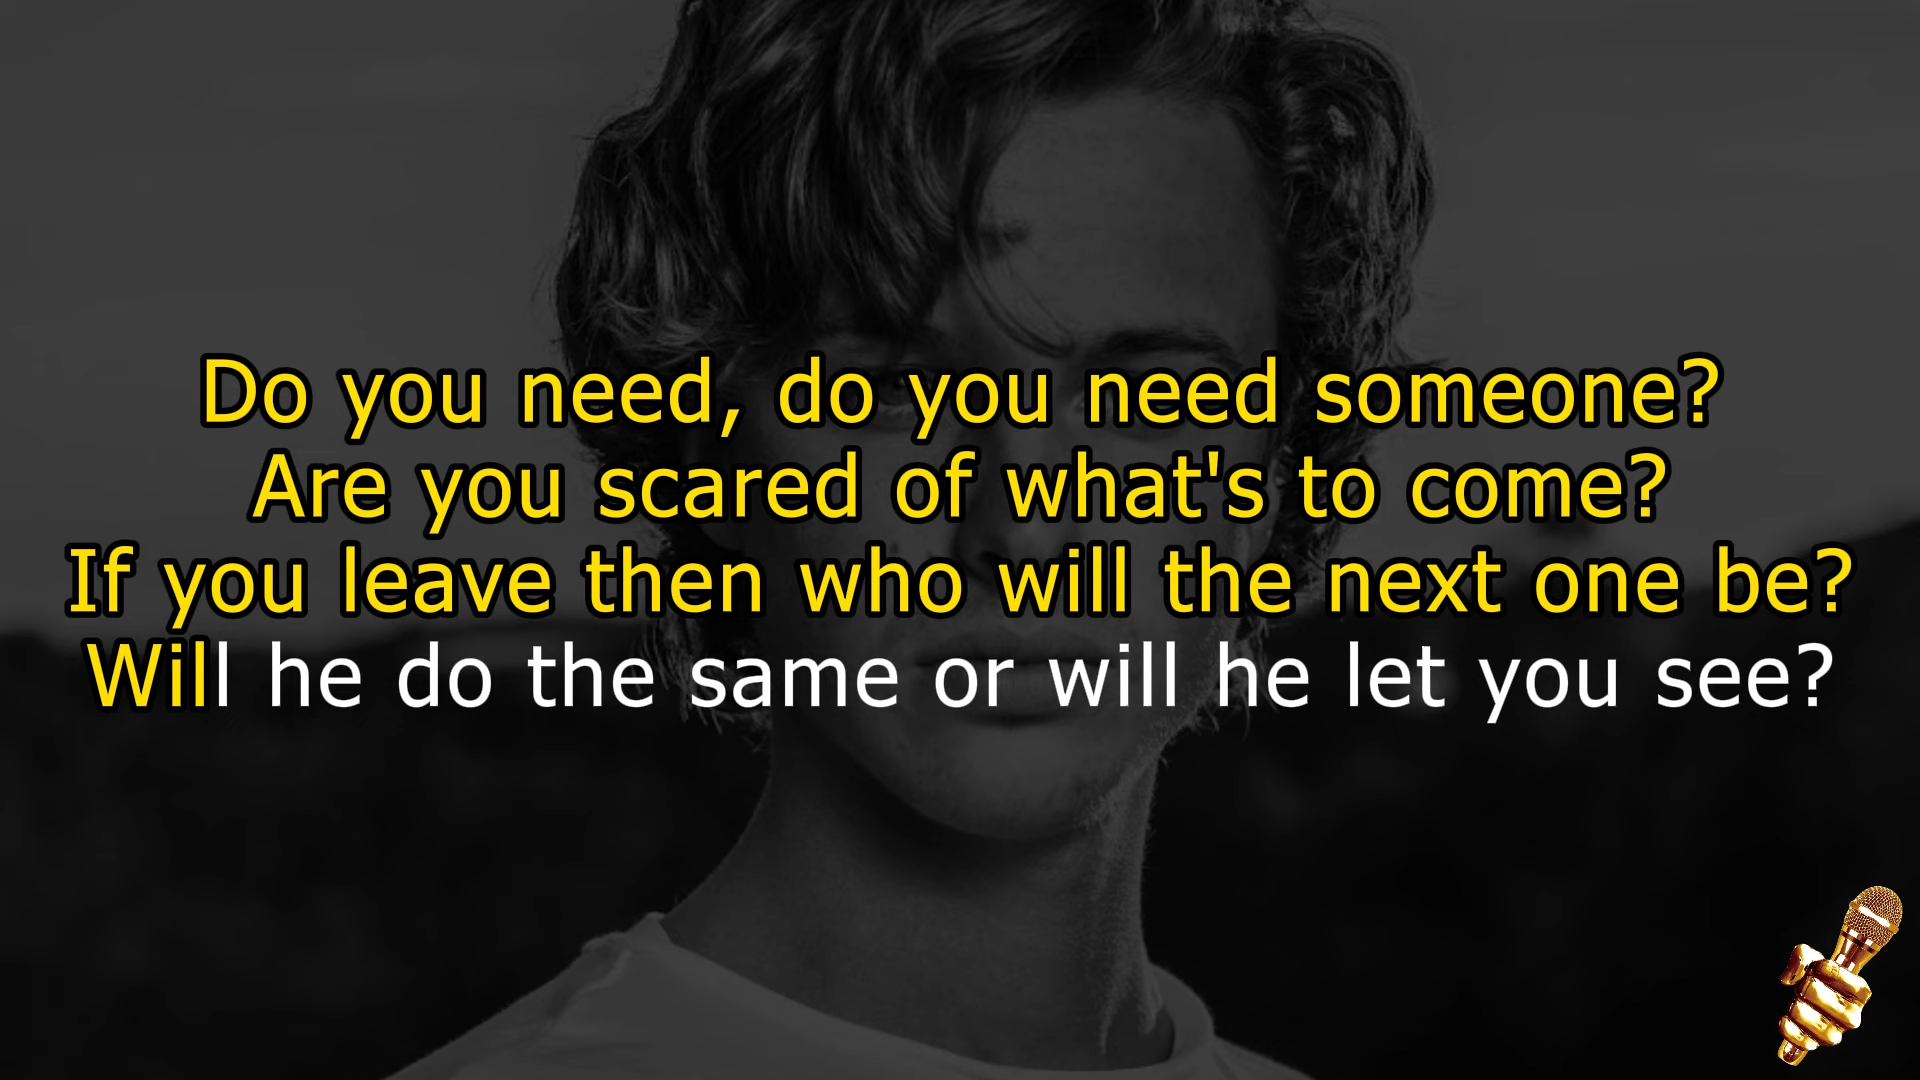 Do you need, do you need someone?
Are you scared of what's to come?
If you leave then who will the next one be?
Will he do the same or will he let you see?